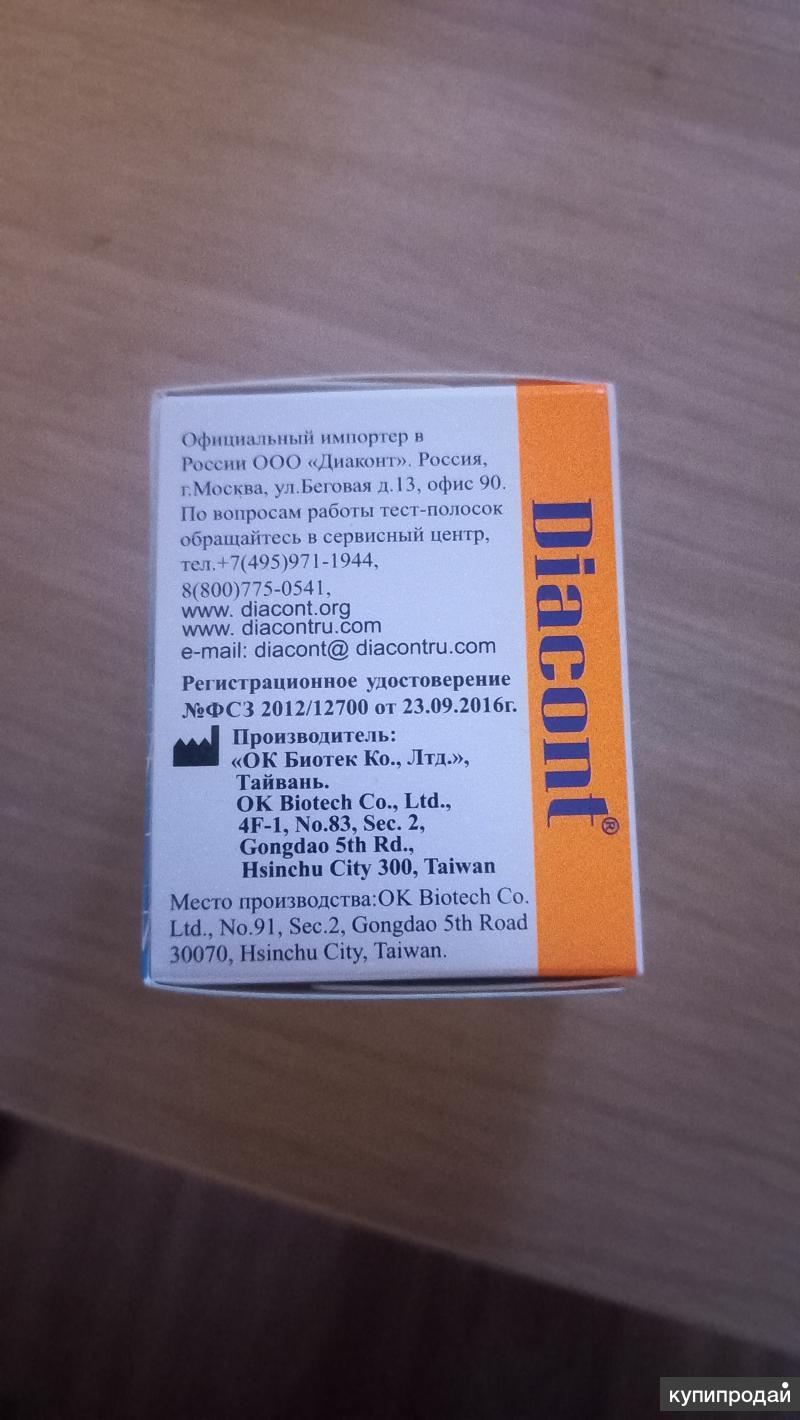 Официальный импортер в
России ООО «Диаконт». Россия,
г.Москва, ул.Беговая д.13, офис 90.
По вопросам работы тест-полосок
обращайтесь в сервисный центр,
тел.+7(495)971-1944,
8(800)775-0541,
www. diacont.org
www. diacontru.com
e-mail: diacont@ diacontru.com
Регистрационное удостоверение
№ФСЗ 2012/12700 от 23.09.2016г.
Производитель:
«ОК Биотек Ко., Лтд.»,
Тайвань.
OK Biotech Co., Ltd.,
4F-1, No.83, Sec. 2,
Gongdao 5th Rd.,
Hsinchu City 300, Taiwan
Место производства:OK Biotech Co.
Ltd., No.91, Sec.2, Gongdao 5th Road
30070, Hsinchu City, Taiwan.
Diacont®
купипродай